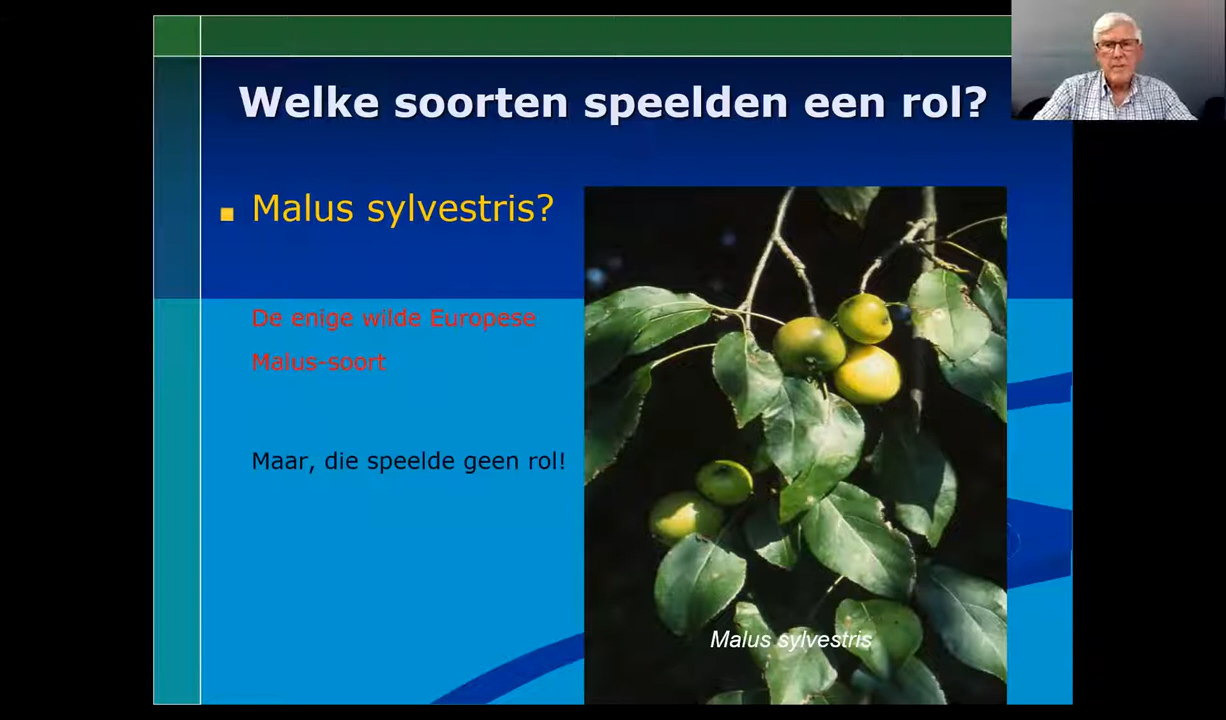 Welke soorten speelden een rol?
Malus sylvestris?
De enige wilde Europese
Malus-soort
Maar, die speelde geen rol!
Malus sylvestris